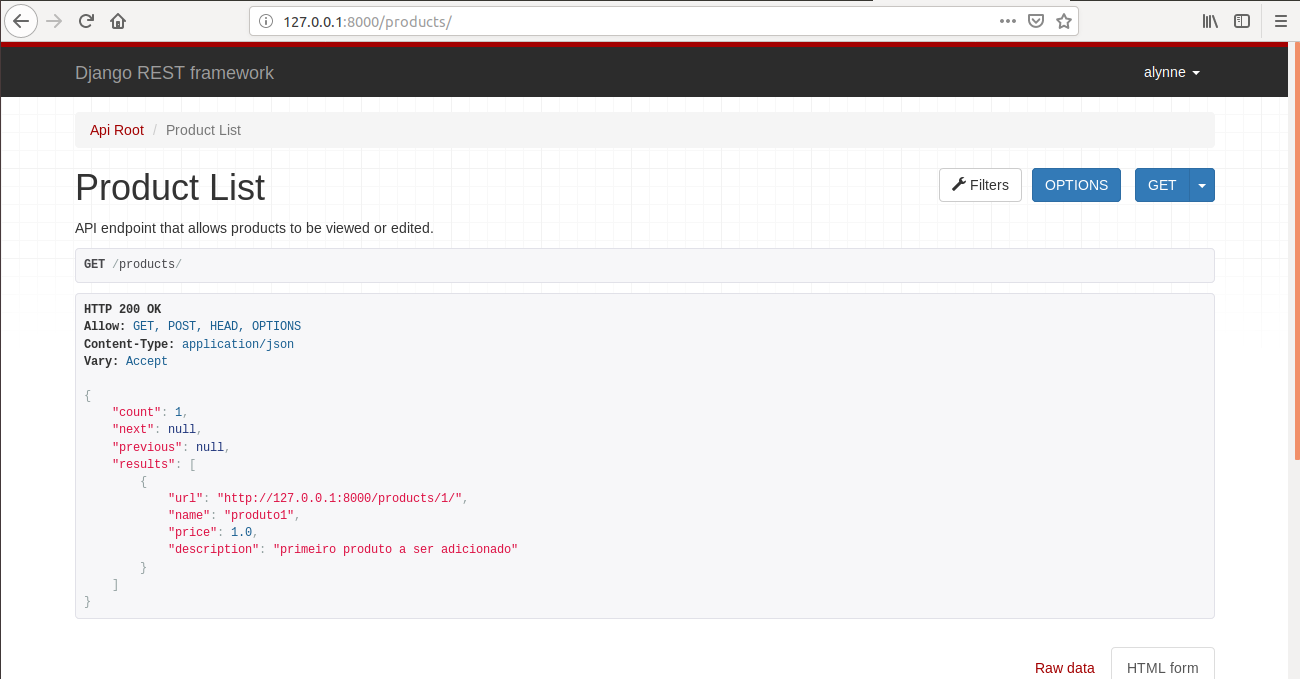 127.0.0.1:8000/products/
Django REST framework
alynne
Api Root / Product List
Product List
Filters
OPTIONS
GET
API endpoint that allows products to be viewed or edited.
GET /products/
HTTP 200 OK
Allow: GET, POST, HEAD, OPTIONS
Content-Type: application/json
Vary: Accept
{
    "count": 1,
    "next": null,
    "previous": null,
    "results": [
        {
            "url": "http://127.0.0.1:8000/products/1/",
            "name": "produto1",
            "price": 1.0,
            "description": "primeiro produto a ser adicionado"
        }
    ]
}
Raw data
HTML form